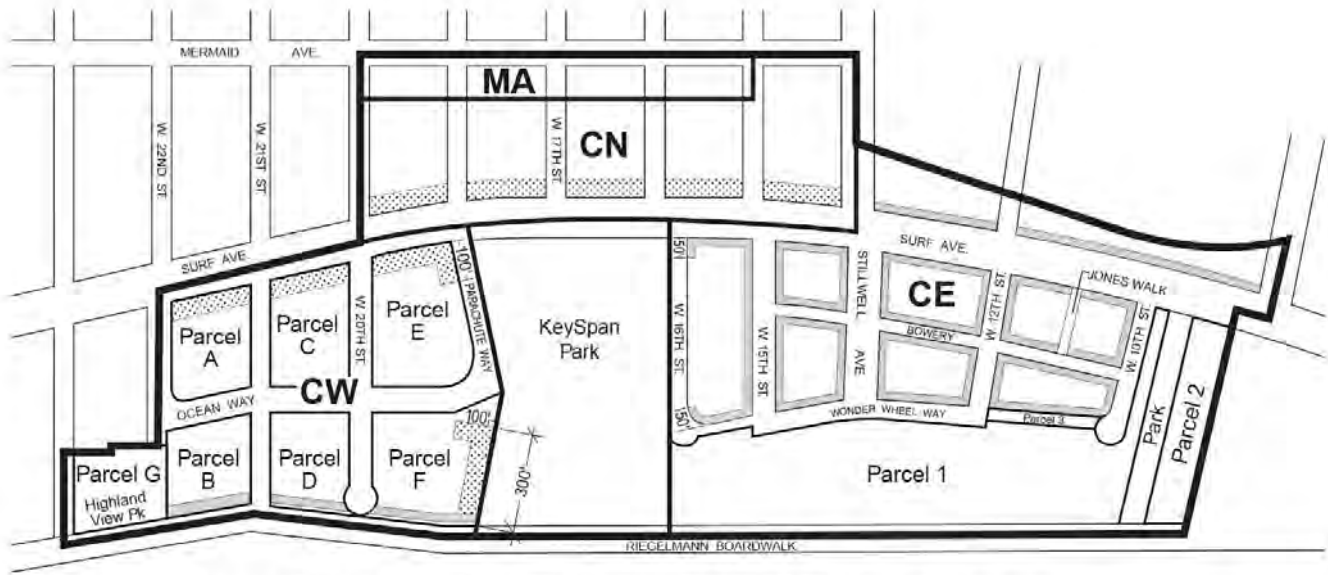 MERMAID AVE.
MA
CN
W. 22ND ST.
W. 21ST ST.
W. 17TH ST.
SURF AVE.
SURF AVE.
100'
PARACHUTE WAY
50'
STILLWELL AVE.
JONES WALK
Parcel A
Parcel C
W. 20TH ST.
Parcel E
KeySpan Park
W. 16TH ST.
W. 15TH ST.
CE
BOWERY
W. 12TH ST.
W. 10TH ST.
CW
OCEAN WAY
100'
50'
WONDER WHEEL WAY
Parcel 3
Park
Parcel 2
Parcel G
Highland View Pk
Parcel B
Parcel D
Parcel F
300'
Parcel 1
RIEGELMANN BOARDWALK